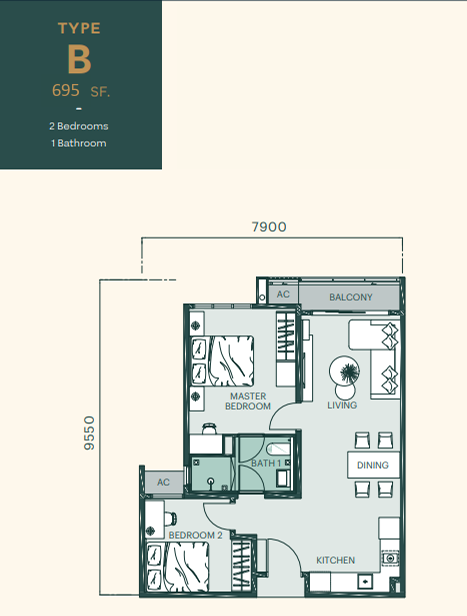 TYPE
B
695 SF.
-
2 Bedrooms
1 Bathroom
7900
9550
AC
BALCONY
MASTER
BEDROOM
LIVING
BATH 1
DINING
AC
BEDROOM 2
KITCHEN